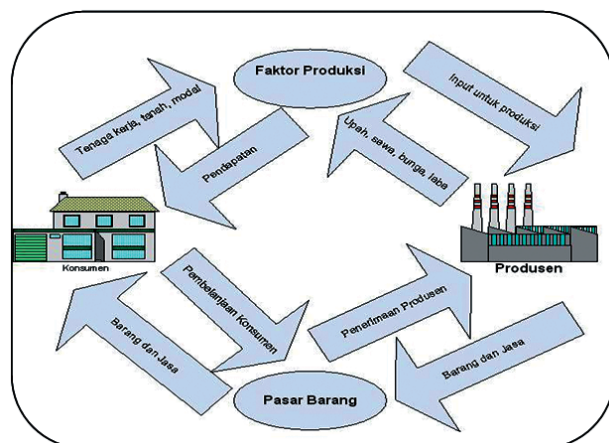 Faktor Produksi
Tenaga kerja, tanah, modal
Input untuk produksi
Pendapatan
Upah, sewa, bunga, laba
Konsumen
Produsen
Pembelanjaan Konsumen
Penerimaan Produsen
Barang dan Jasa
Barang dan Jasa
Pasar Barang